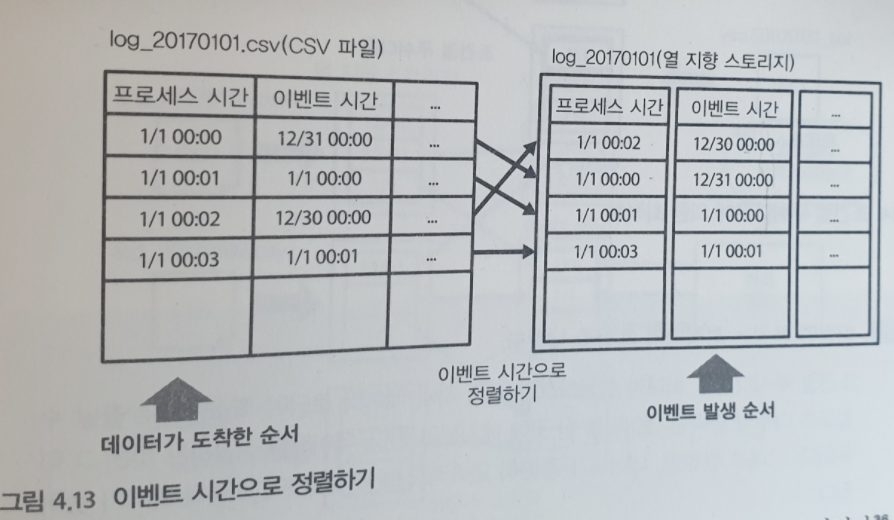 log_20170101.csv(CSV 파일)
프로세스 시간 이벤트 시간 ...
1/1 00:00 12/31 00:00 ...
1/1 00:01 1/1 00:00 ...
1/1 00:02 12/30 00:00 ...
1/1 00:03 1/1 00:01 ...
데이터가 도착한 순서
이벤트 시간으로
정렬하기
log_20170101(열 지향 스토리지)
프로세스 시간 이벤트 시간 ...
1/1 00:02 12/30 00:00 ...
1/1 00:00 12/31 00:00 ...
1/1 00:01 1/1 00:00 ...
1/1 00:03 1/1 00:01 ...
이벤트 발생 순서
그림 4.13 이벤트 시간으로 정렬하기